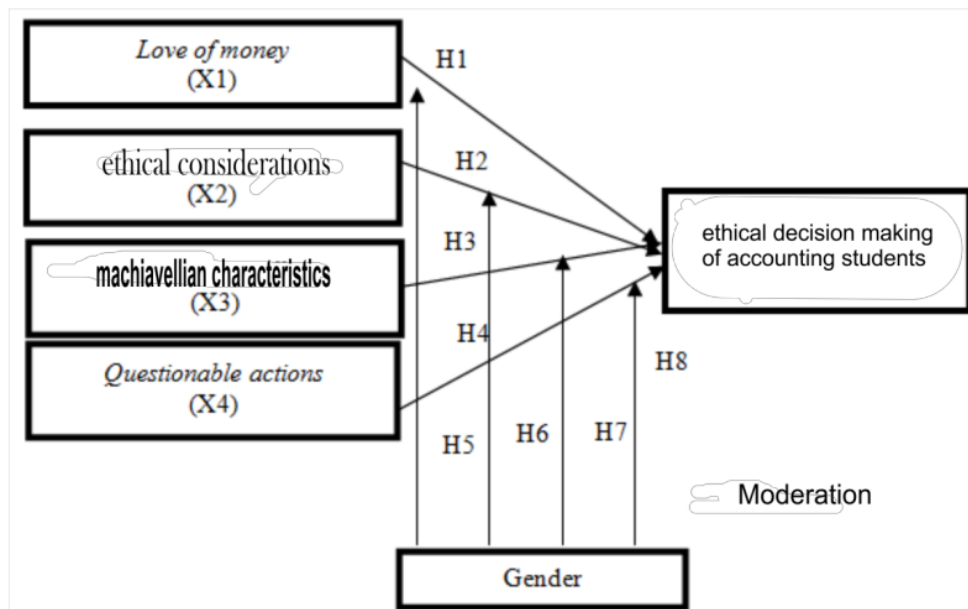 Love of money
(X1)
H1
ethical considerations
(X2)
H2
H3
machiavellian characteristics
(X3)
H4
Questionable actions
(X4)
ethical decision making
of accounting students
H8
H5
H6
H7
Moderation
Gender